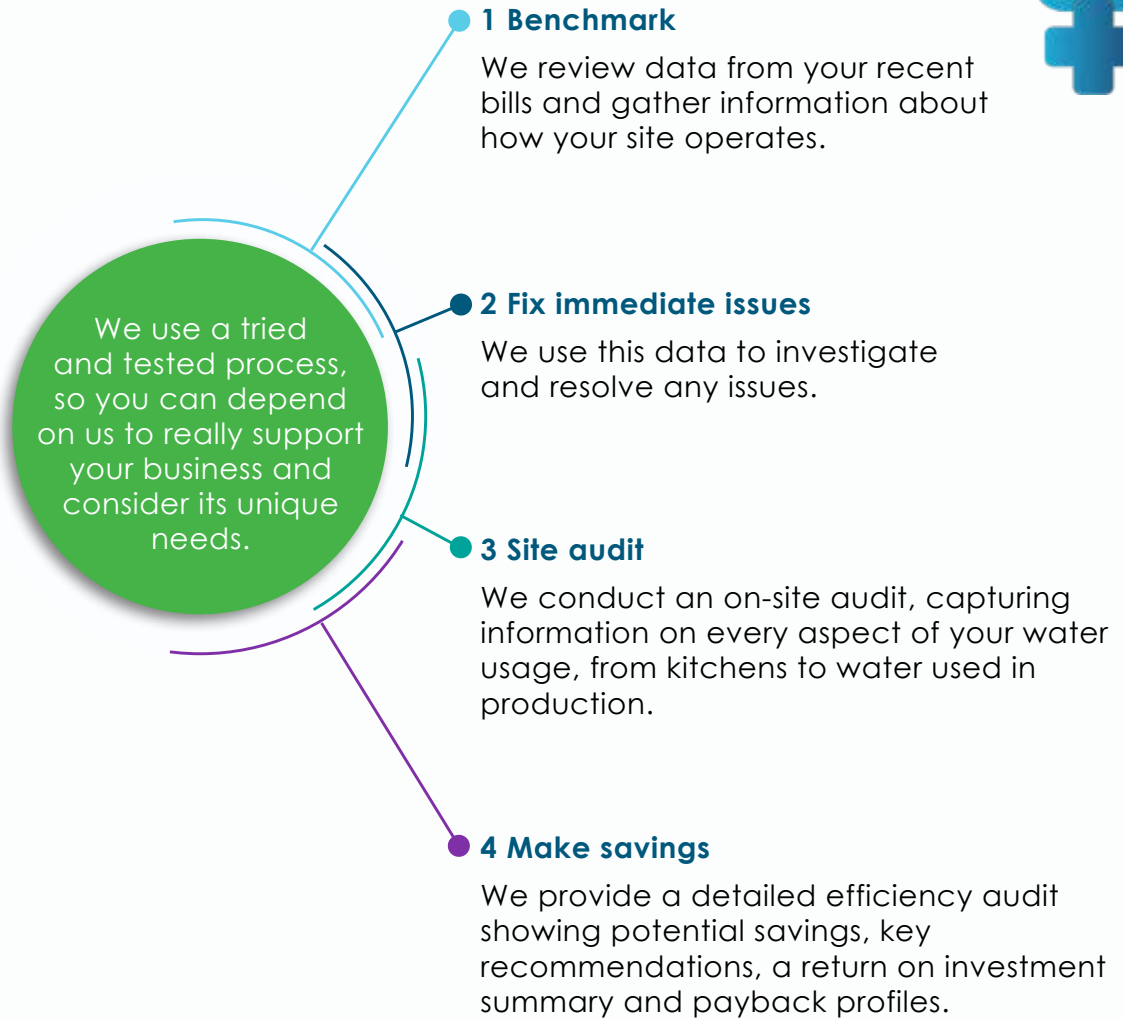 1 Benchmark
We review data from your recent
bills and gather information about
how your site operates.
We use a tried
and tested process,
so you can depend
on us to really support
your business and
consider its unique
needs.
2 Fix immediate issues
We use this data to investigate
and resolve any issues.
3 Site audit
We conduct an on-site audit, capturing
information on every aspect of your water
usage, from kitchens to water used in
production.
4 Make savings
We provide a detailed efficiency audit
showing potential savings, key
recommendations, a return on investment
summary and payback profiles.